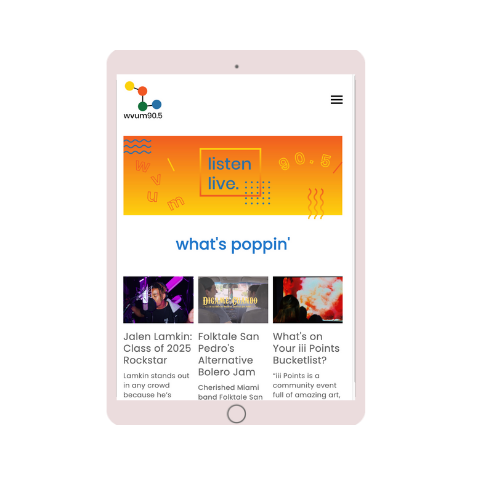 wvum90.5
wvum
listen
live.
90.5
what's poppin'
Jalen Lamkin:
Class of 2025
Rockstar
Lamkin stands out
in any crowd
because he's
Folktale San
Pedro's
Alternative
Bolero Jam
Cherished Miami
band Folktale San
What's on
Your iii Points
Bucketlist?
"iii Points is a
community event
full of amazing art,